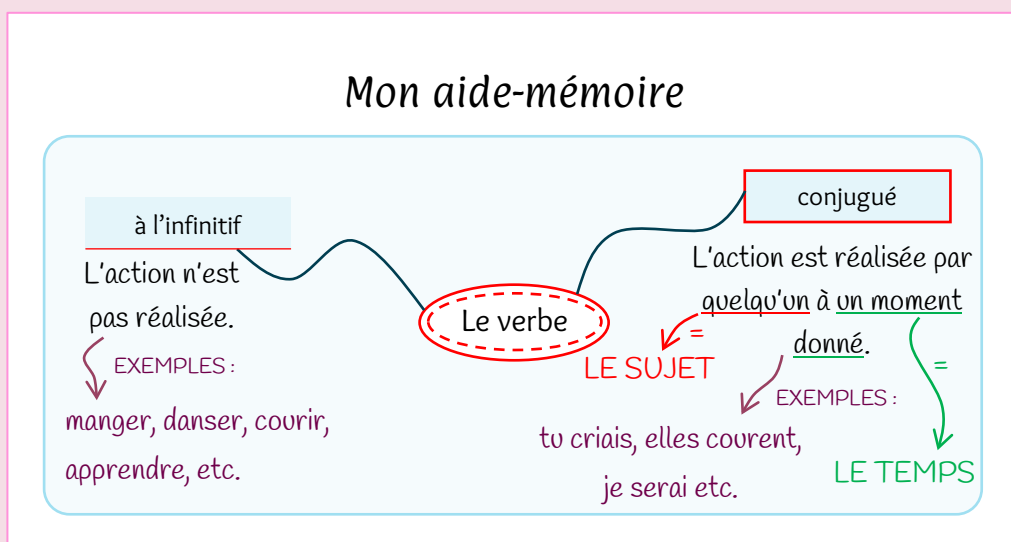 Mon aide-mémoire
à l'infinitif
L'action n'est
pas réalisée.
EXEMPLES :
manger, danser, courir,
apprendre, etc.
Le verbe
conjugué
L'action est réalisée par
quelqu'un à un moment
donné.
=
LE SUJET
EXEMPLES :
tu criais, elles courent,
je serai etc.
=
LE TEMPS